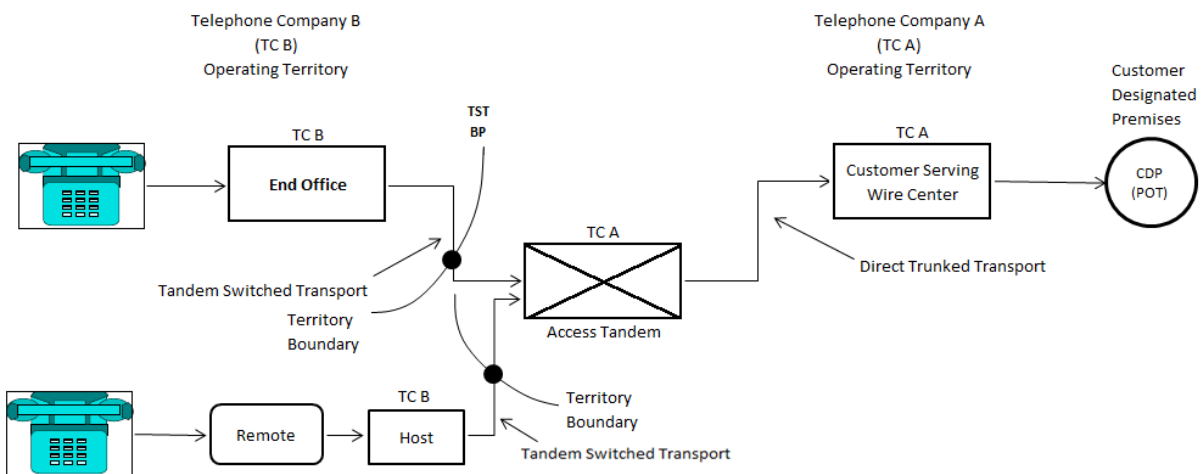 Telephone Company B
(TC B)
Operating Territory
Telephone Company A
(TC A)
Operating Territory
Customer
Designated
Premises
TST
BP
TC B
End Office
TC A
Customer Serving
Wire Center
CDP
(POT)
TC A
Access Tandem
Direct Trunked Transport
Tandem Switched Transport
Territory
Boundary
TC B
Remote
Host
Territory
Boundary
Tandem Switched Transport